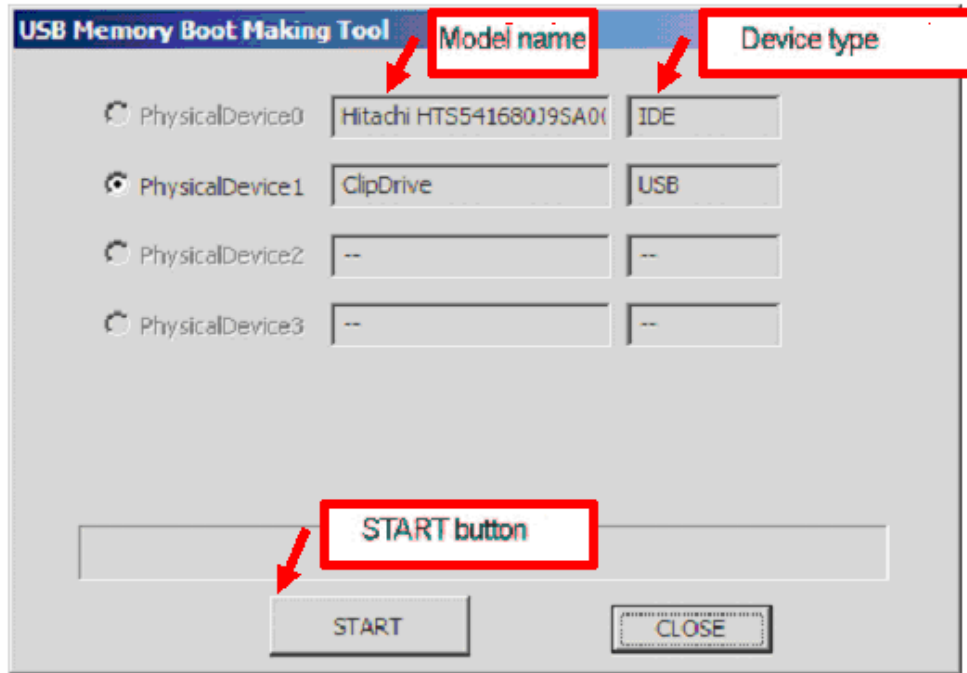 USB Memory Boot Making Tool
Model name
Device type
PhysicalDevice0 Hitachi HTS541680J9SA00 IDE
PhysicalDevice1 ClipDrive USB
PhysicalDevice2 -- --
PhysicalDevice3 -- --
START button
START CLOSE